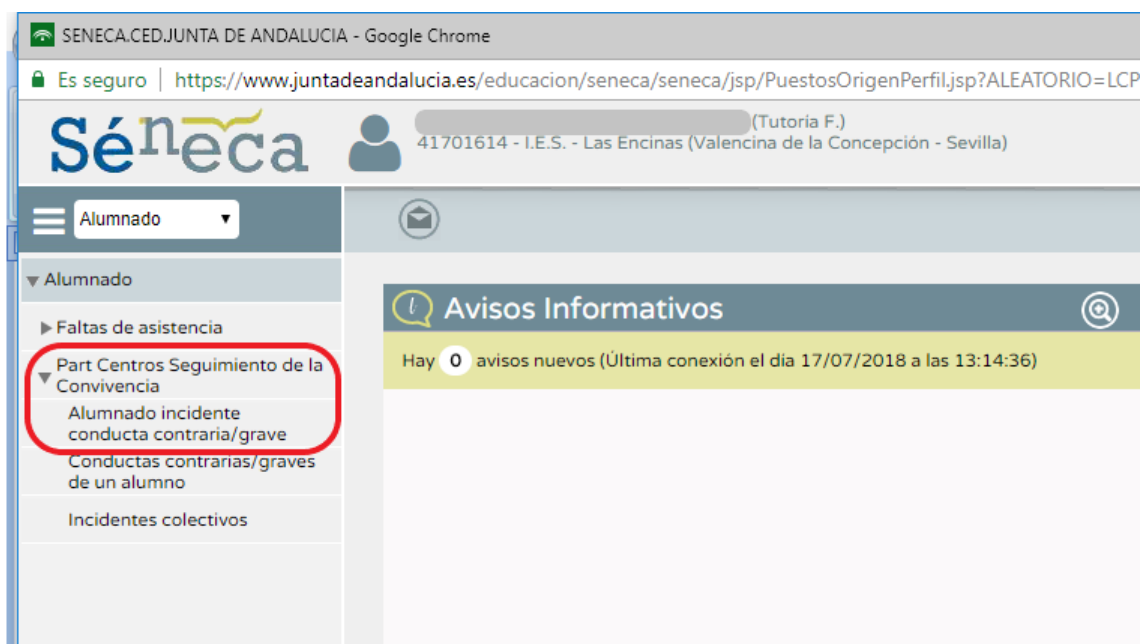 SENECA.CED.JUNTA DE ANDALUCIA - Google Chrome
Es seguro | https://www.juntadeandalucia.es/educacion/seneca/seneca/jsp/PuestosOrigenPerfil.jsp?ALEATORIO=LCP
Séneca
(Tutoría F.)
41701614 - I.E.S. - Las Encinas (Valencina de la Concepción - Sevilla)
Alumnado
Alumnado
Faltas de asistencia
Part Centros Seguimiento de la
Convivencia
Alumnado incidente
conducta contraria/grave
Conductas contrarias/graves
de un alumno
Incidentes colectivos
Avisos Informativos
Hay 0 avisos nuevos (Última conexión el día 17/07/2018 a las 13:14:36)